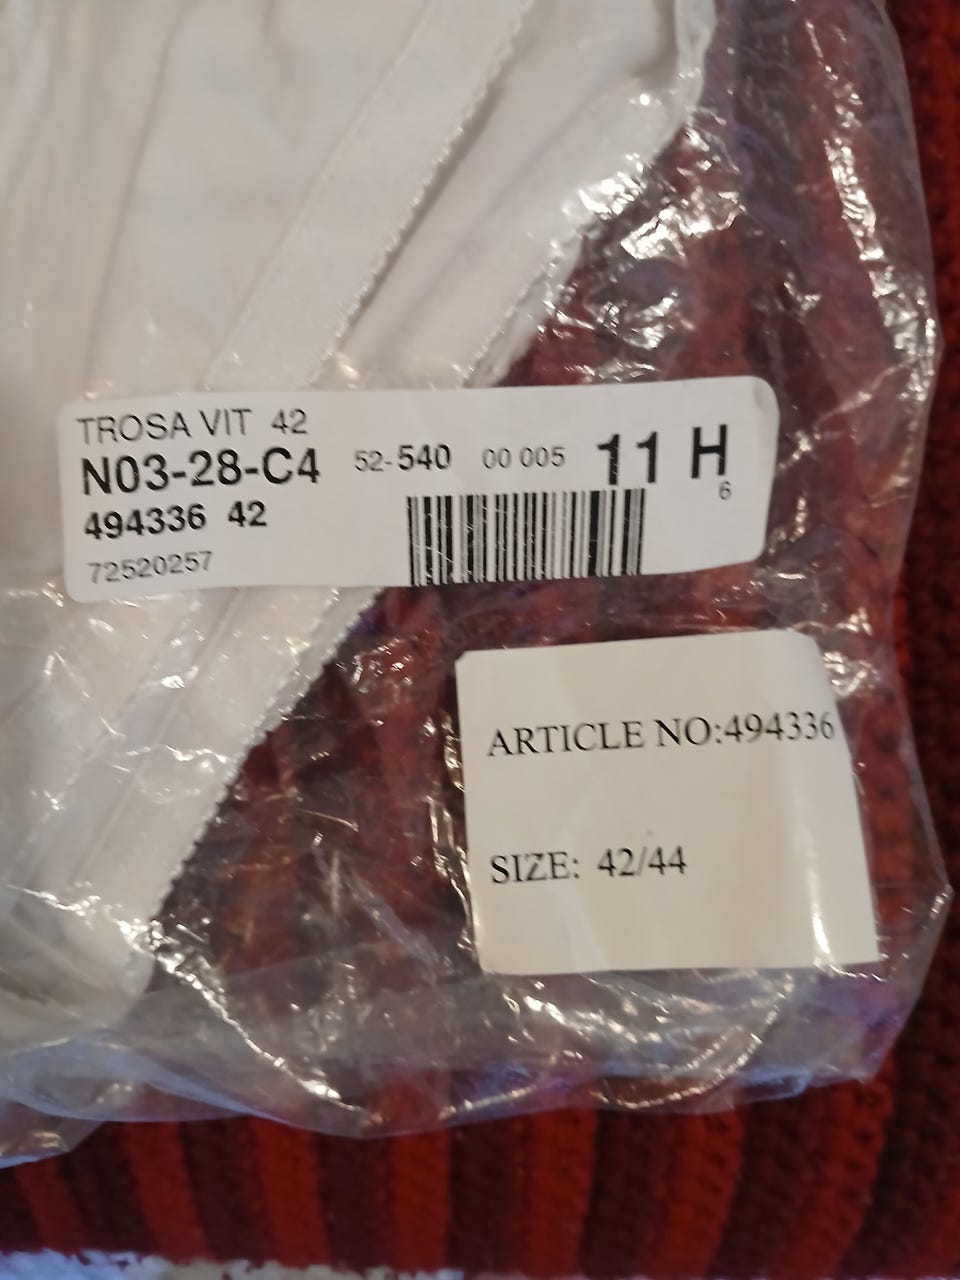 TROSA VIT 42
N03-28-C4 52-540 00 005 11 H
6
494336 42
72520257
ARTICLE NO:494336
SIZE: 42/44